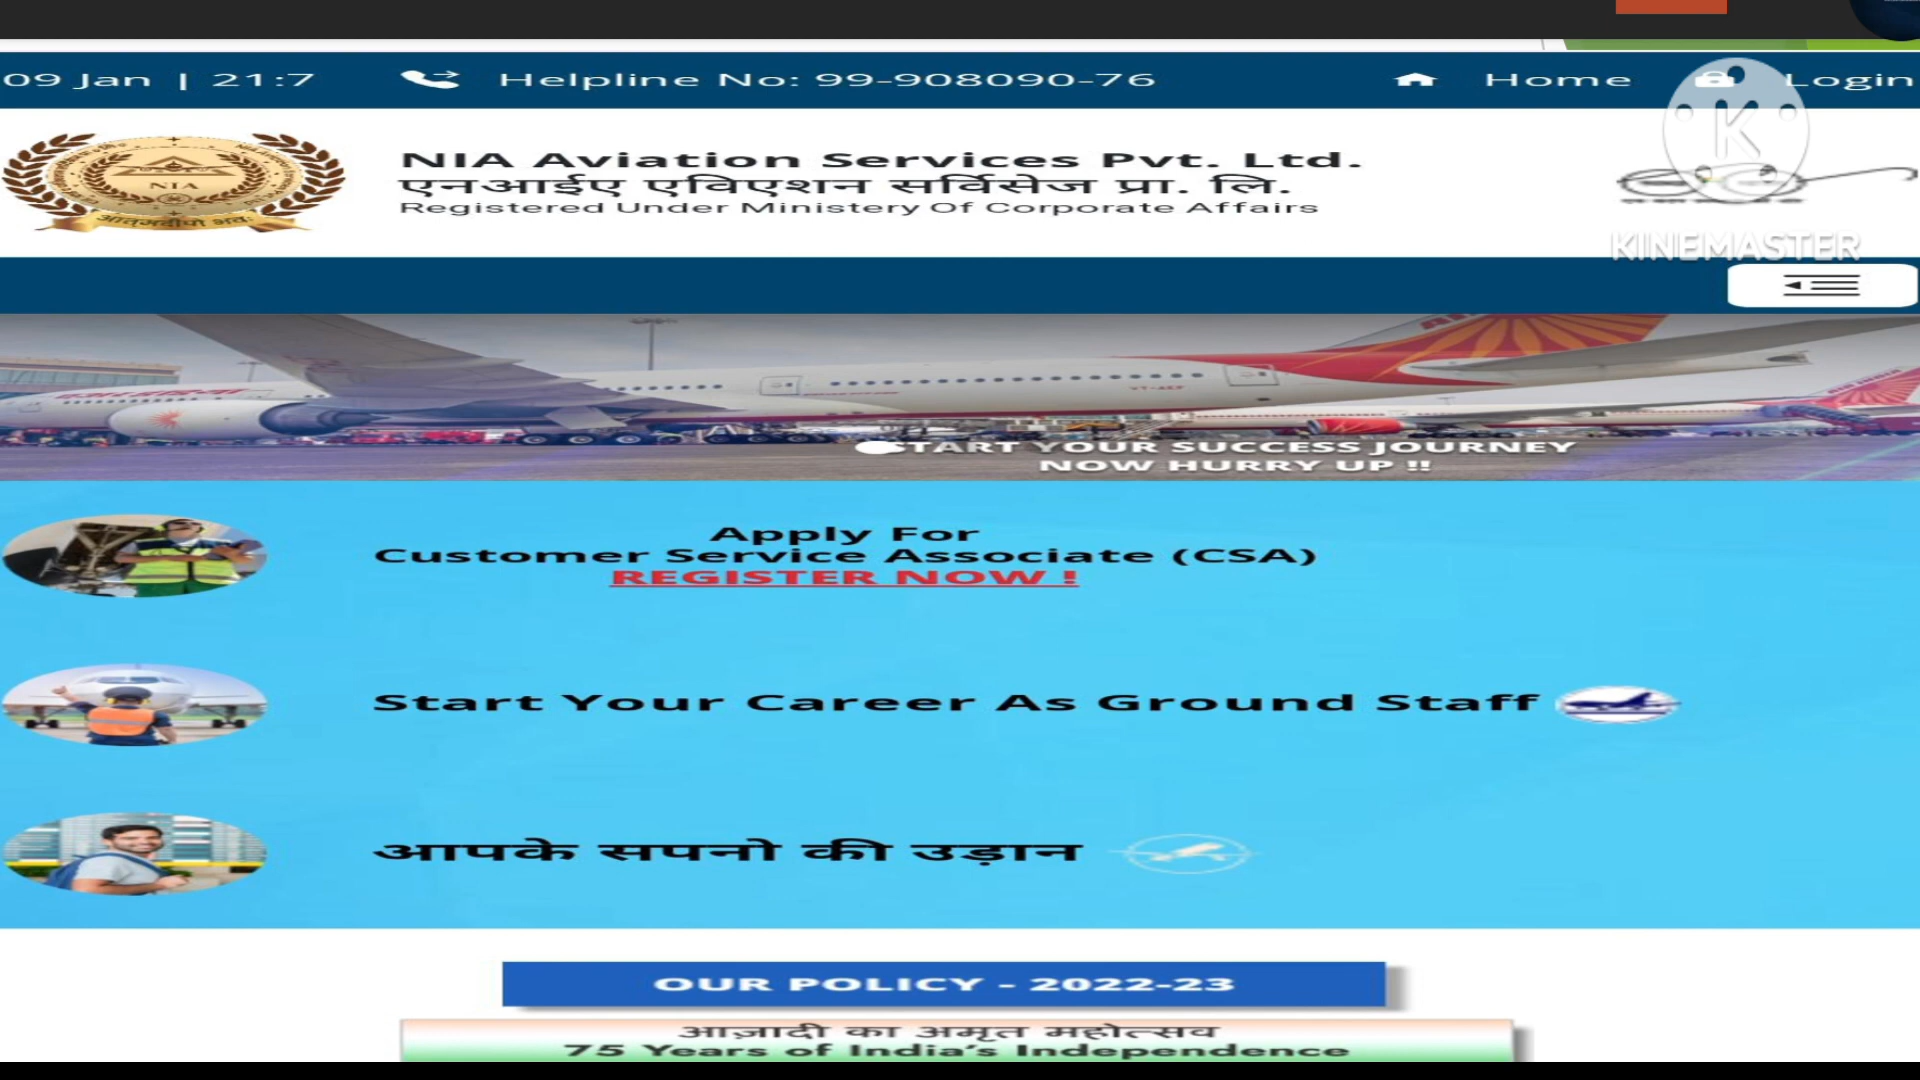 09 Jan | 21:7
Helpline No: 99-908090-76
Home
Login
NIA Aviation Services Pvt. Ltd.
एनआईए एविएशन सर्विसेज प्रा. लि.
Registered Under Ministery Of Corporate Affairs
NIA
K
KINEMASTER
START YOUR SUCCESS JOURNEY
NOW HURRY UP !!
Apply For
Customer Service Associate (CSA)
REGISTER NOW !
Start Your Career As Ground Staff
आपके सपनो की उड़ान
OUR POLICY - 2022-23
आज़ादी का अमृत महोत्सव
75 Years of India's Independence